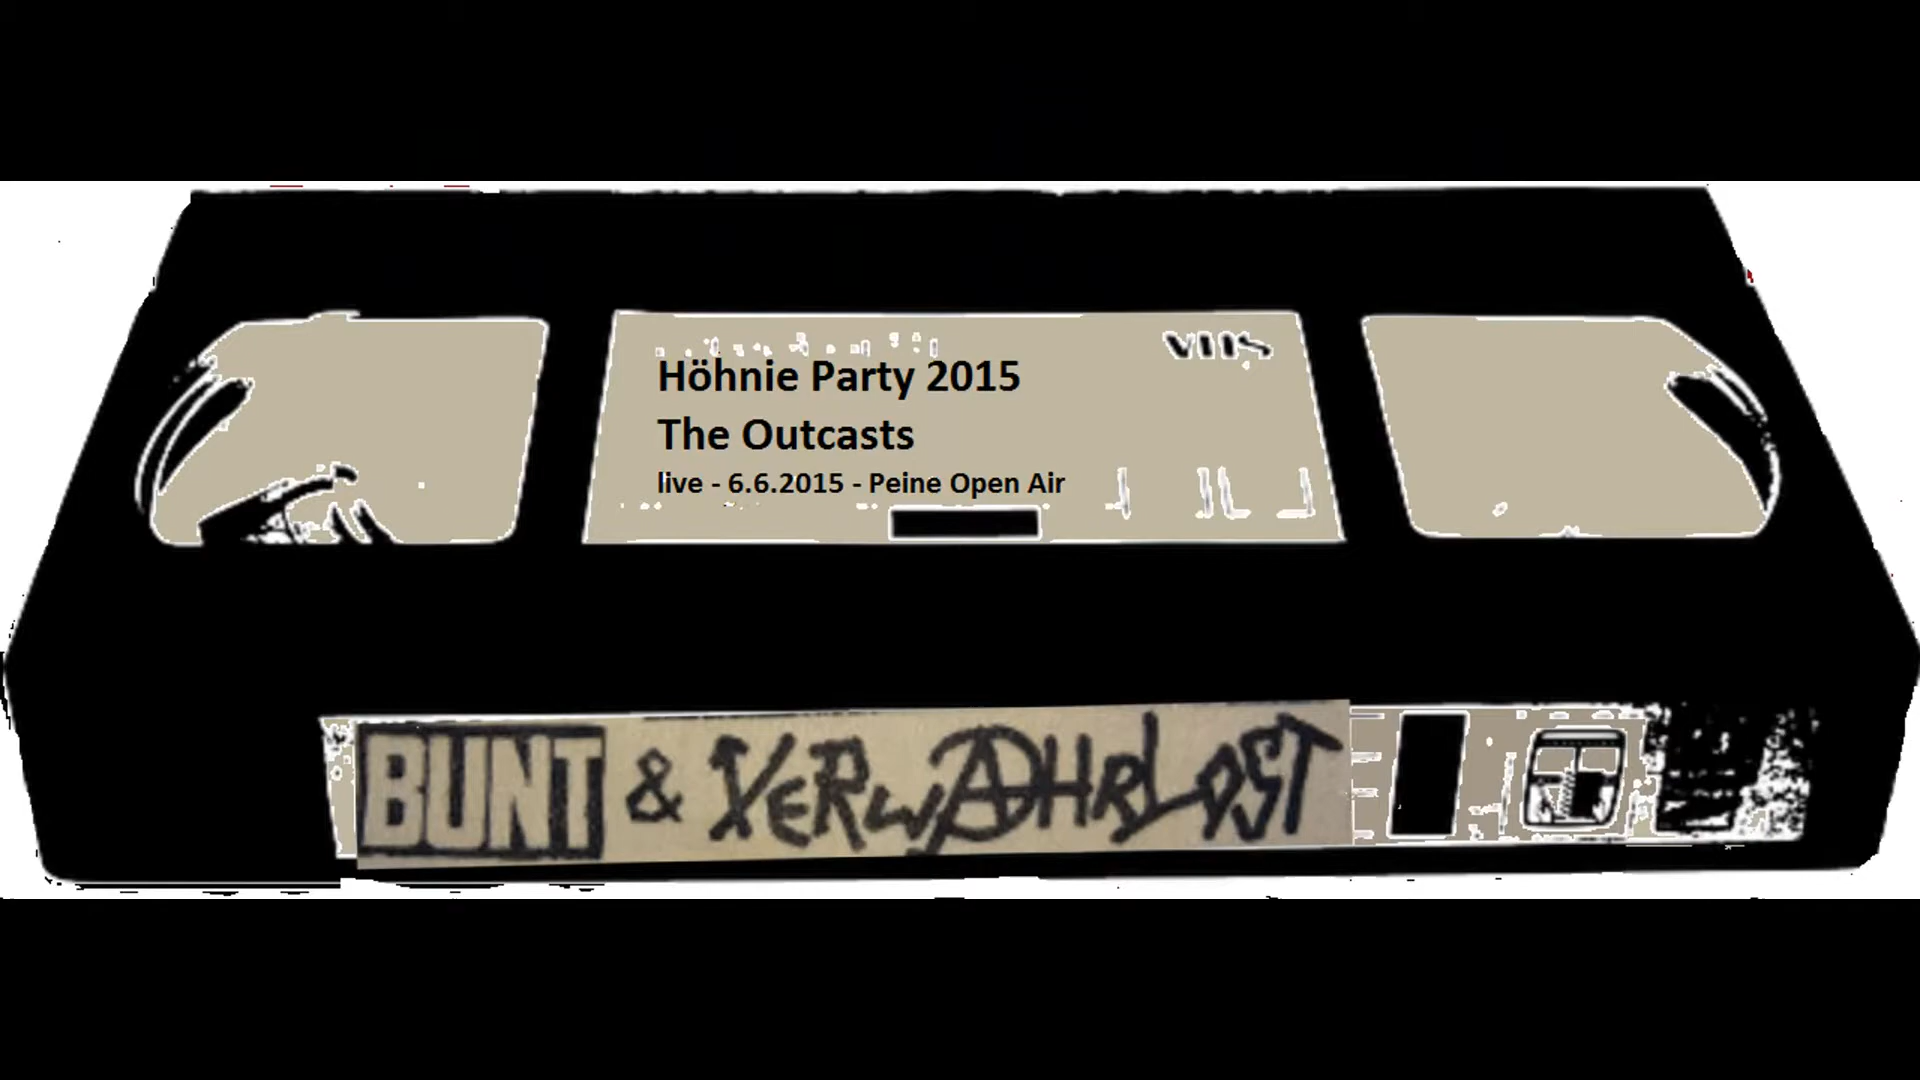 VHS
Höhnie Party 2015
The Outcasts
live - 6.6.2015 - Peine Open Air
BUNT & VERWAHRLOST